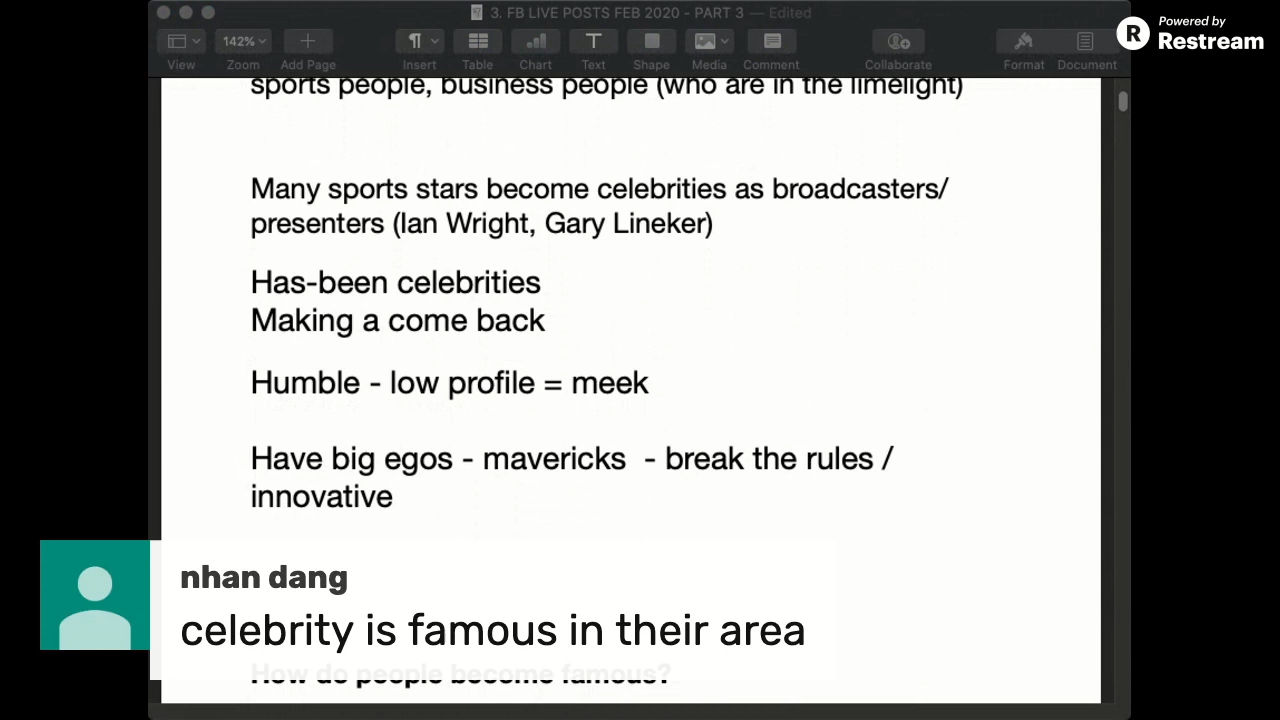 3. FB LIVE POSTS FEB 2020 - PART 3 — Edited
Powered by
Restream
142%
View
Zoom
Add Page
Insert
Table
Chart
Text
Shape
Media
Comment
Collaborate
Format
Document
sports people, business people (who are in the limelight)
Many sports stars become celebrities as broadcasters/
presenters (Ian Wright, Gary Lineker)
Has-been celebrities
Making a come back
Humble - low profile = meek
Have big egos - mavericks  - break the rules /
innovative
nhan dang
celebrity is famous in their area
How do people become famous?